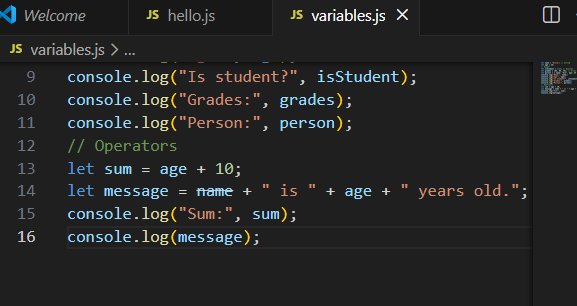 Welcome
JS hello.js
JS variables.js
JS variables.js > ...
9 console.log("Is student?", isStudent);
10 console.log("Grades:", grades);
11 console.log("Person:", person);
12 // Operators
13 let sum = age + 10;
14 let message = name + " is " + age + " years old.";
15 console.log("Sum:", sum);
16 console.log(message);